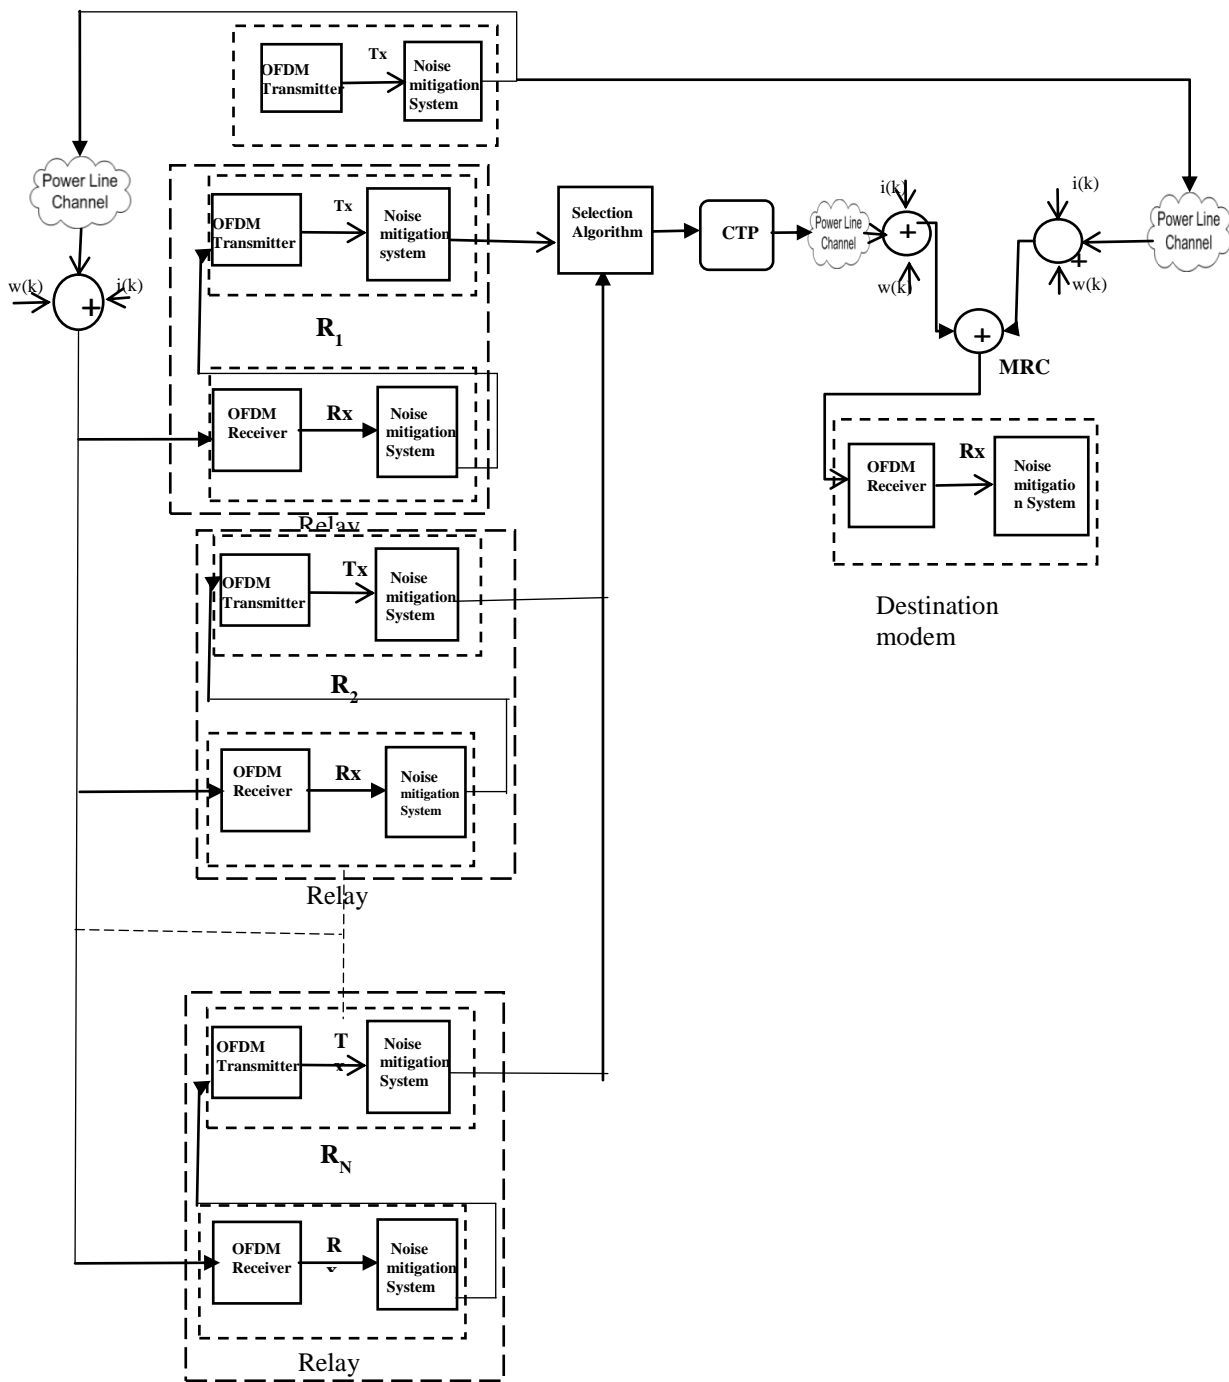 OFDM
Transmitter
Tx
Noise
mitigation
System
Power Line
Channel
w(k)
i(k)
+
OFDM
Transmitter
Tx
Noise
mitigation
system
R1
OFDM
Receiver
Rx
Noise
mitigation
System
Relay
OFDM
Transmitter
Tx
Noise
mitigation
System
R2
OFDM
Receiver
Rx
Noise
mitigation
System
Relay
OFDM
Transmitter
T
x
Noise
mitigation
System
RN
OFDM
Receiver
R
x
Noise
mitigation
System
Relay
Selection
Algorithm
CTP
Power Line
Channel
i(k)
+
w(k)
i(k)
+
w(k)
Power Line
Channel
+
MRC
OFDM
Receiver
Rx
Noise
mitigatio
n System
Destination
modem